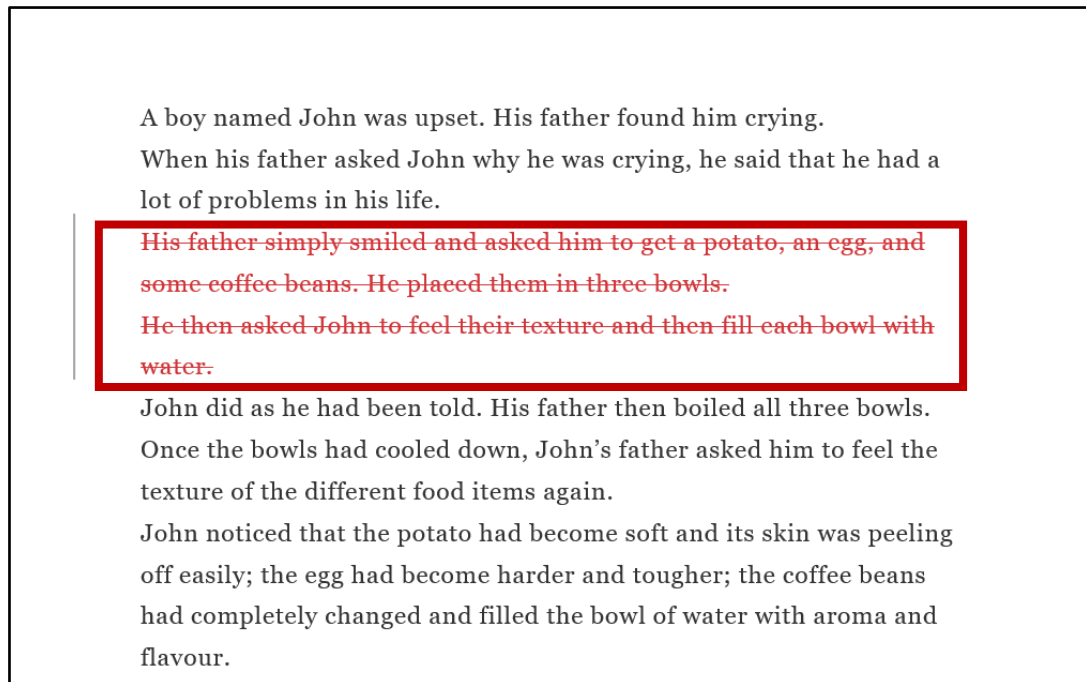 A boy named John was upset. His father found him crying.
When his father asked John why he was crying, he said that he had a
lot of problems in his life.
His father simply smiled and asked him to get a potato, an egg, and
some coffee beans. He placed them in three bowls.
He then asked John to feel their texture and then fill each bowl with
water.
John did as he had been told. His father then boiled all three bowls.
Once the bowls had cooled down, John’s father asked him to feel the
texture of the different food items again.
John noticed that the potato had become soft and its skin was peeling
off easily; the egg had become harder and tougher; the coffee beans
had completely changed and filled the bowl of water with aroma and
flavour.